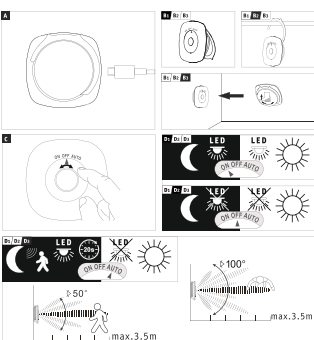 A
B1 B2 B3
B1 B2 B3
B1 B2 B3
C
ON OFF AUTO
D1 D2 D3
LED LED
ON OFF AUTO
D1 D2 D3
LED LED
ON OFF AUTO
D1 D2 D3
LED LED
-20s-
ON OFF AUTO
50°
max.3.5m
100°
max.3.5m